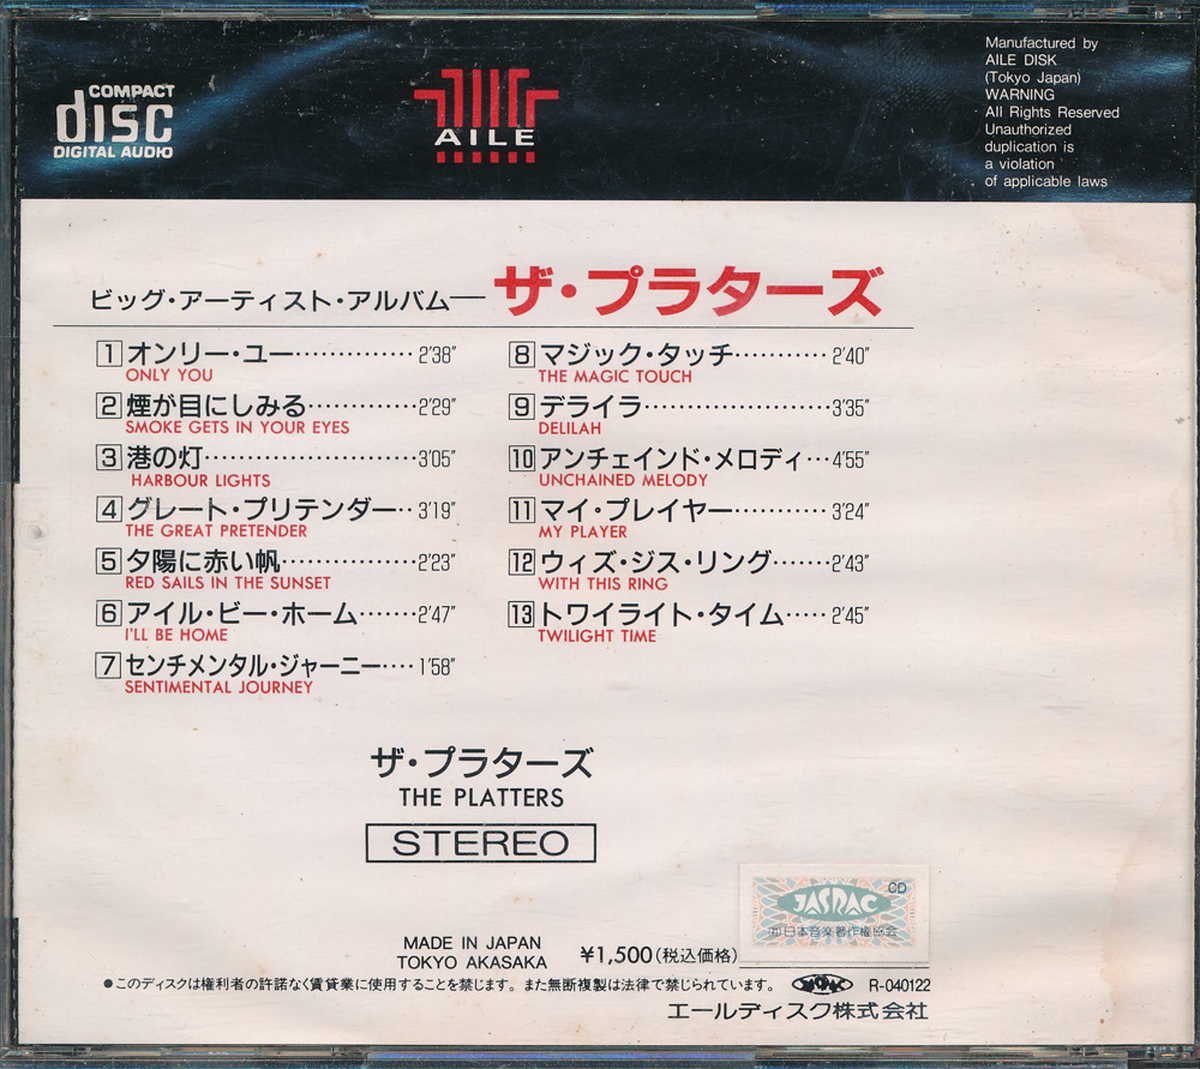 COMPACT
disc
DIGITAL AUDIO
AILE
Manufactured by
AILE DISK
(Tokyo Japan)
WARNING
All Rights Reserved
Unauthorized
duplication is
a violation
of applicable laws
ビッグ・アーティスト・アルバム──ザ・プラターズ
1 オンリー・ユー‥‥‥‥‥‥‥2'38"
ONLY YOU
2 煙が目にしみる‥‥‥‥‥‥‥2'29"
SMOKE GETS IN YOUR EYES
3 港の灯‥‥‥‥‥‥‥‥‥‥‥3'05"
HARBOUR LIGHTS
4 グレート・プリテンダー‥3'19"
THE GREAT PRETENDER
5 夕陽に赤い帆‥‥‥‥‥‥‥‥2'23"
RED SAILS IN THE SUNSET
6 アイル・ビー・ホーム‥‥‥2'47"
I'LL BE HOME
7 センチメンタル・ジャーニー‥‥1'58"
SENTIMENTAL JOURNEY
8 マジック・タッチ‥‥‥‥‥2'40"
THE MAGIC TOUCH
9 デライラ‥‥‥‥‥‥‥‥‥‥3'35"
DELILAH
10 アンチェインド・メロディ‥4'55"
UNCHAINED MELODY
11 マイ・プレイヤー‥‥‥‥‥3'24"
MY PLAYER
12 ウィズ・ジス・リング‥‥‥2'43"
WITH THIS RING
13 トワイライト・タイム‥‥2'45"
TWILIGHT TIME
ザ・プラターズ
THE PLATTERS
STEREO
CD
JASRAC
㈳日本音楽著作権協会
MADE IN JAPAN
TOKYO AKASAKA
¥1,500(税込価格)
●このディスクは権利者の許諾なく賃貸業に使用することを禁じます。また無断複製は法律で禁じられています。
R-040122
エールディスク株式会社